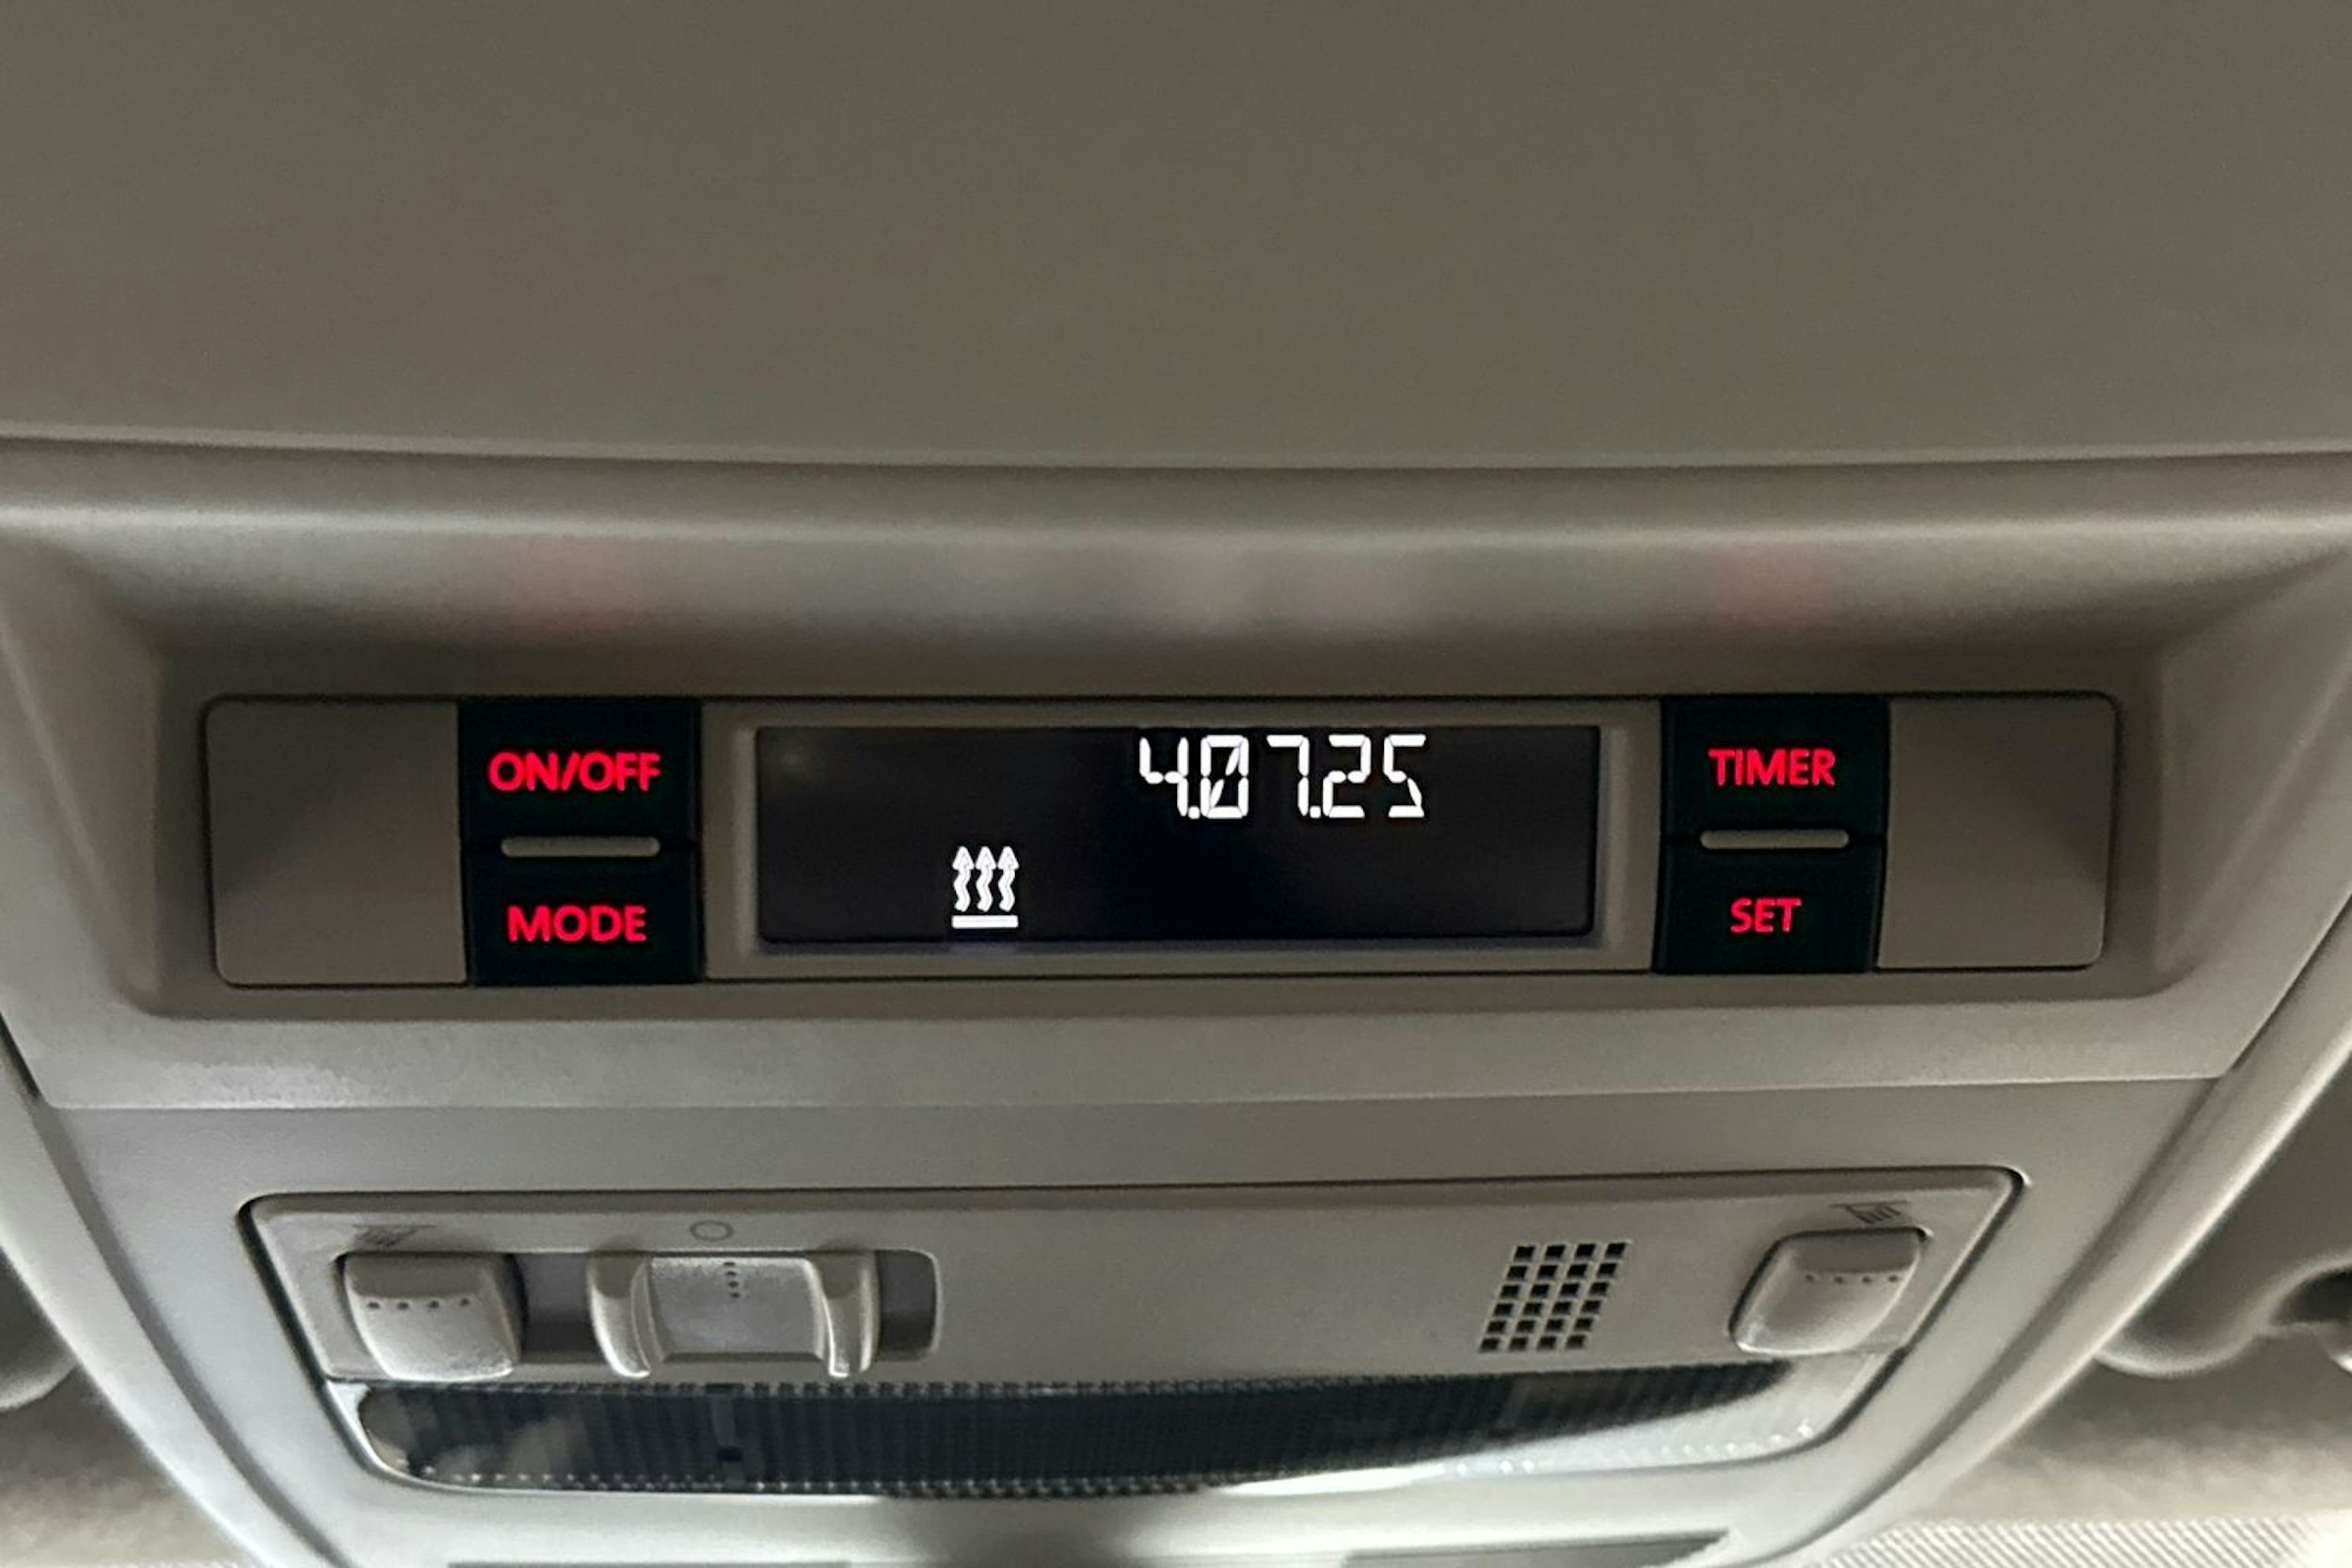 ON/OFF
MODE
4.07.25
TIMER
SET